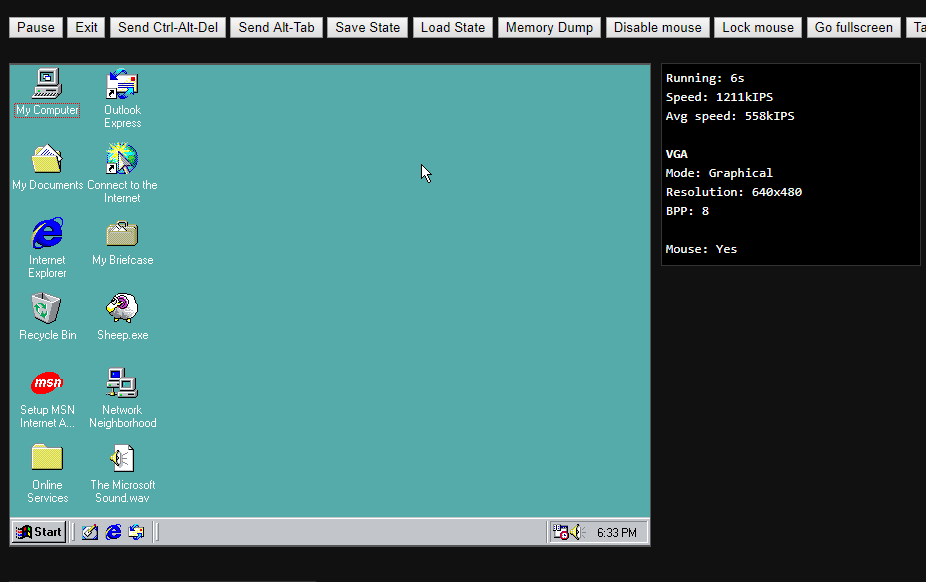 Pause
Exit
Send Ctrl-Alt-Del
Send Alt-Tab
Save State
Load State
Memory Dump
Disable mouse
Lock mouse
Go fullscreen
My Computer
Outlook
Express
My Documents
Connect to the
Internet
Internet
Explorer
My Briefcase
Recycle Bin
Sheep.exe
msn
Setup MSN
Internet A...
Network
Neighborhood
Online
Services
The Microsoft
Sound.wav
Start
6:33 PM
Running: 6s
Speed: 1211kIPS
Avg speed: 558kIPS
VGA
Mode: Graphical
Resolution: 640x480
BPP: 8
Mouse: Yes